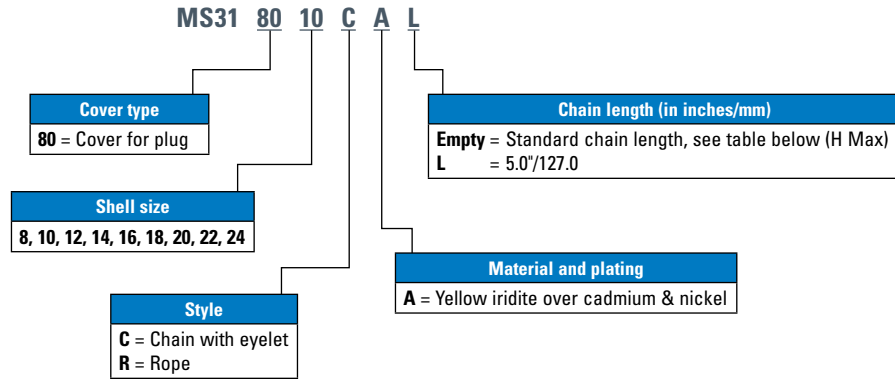 MS31 80 10 C A L
Cover type
80 = Cover for plug
Chain length (in inches/mm)
Empty = Standard chain length, see table below (H Max)
L = 5.0"/127.0
Shell size
8, 10, 12, 14, 16, 18, 20, 22, 24
Material and plating
A = Yellow iridite over cadmium & nickel
Style
C = Chain with eyelet
R = Rope